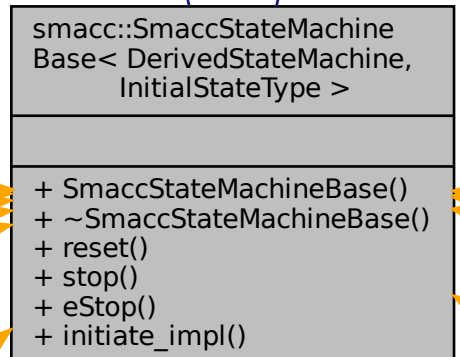 smacc::SmaccStateMachine
Base< DerivedStateMachine,
InitialStateType >
+ SmaccStateMachineBase()
+ ~SmaccStateMachineBase()
+ reset()
+ stop()
+ eStop()
+ initiate_impl()